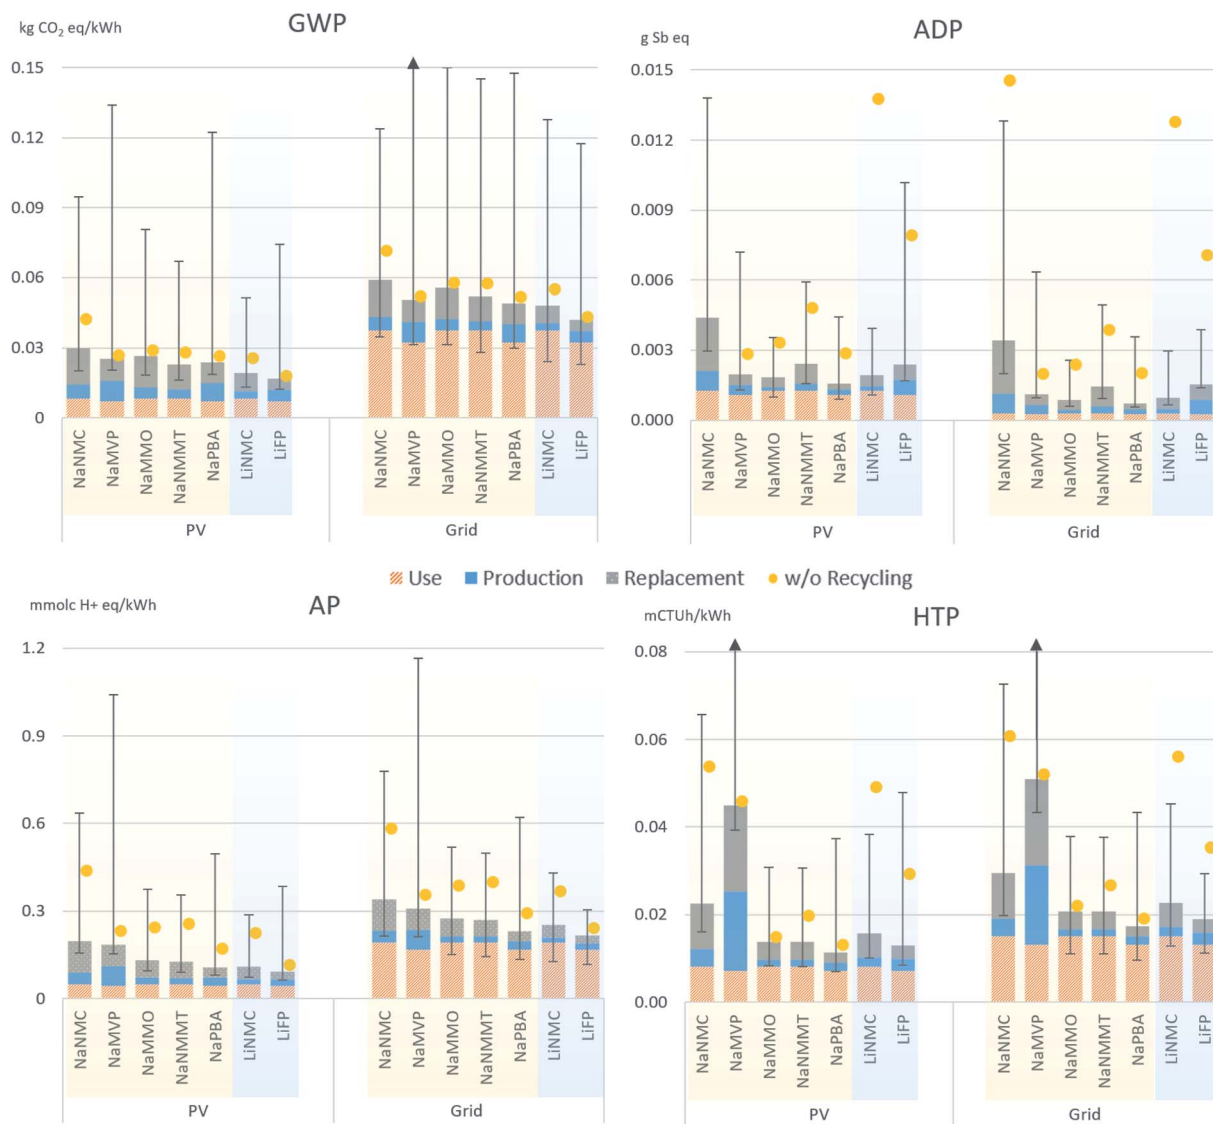 GWP
kg CO₂ eq/kWh
0.15
0.12
0.09
0.06
0.03
0
NaNMC
NaMVP
NaMMO
NaNMMT
NaPBA
LiNMC
LiFP
NaNMC
NaMVP
NaMMO
NaNMMT
NaPBA
LiNMC
LiFP
PV
Grid
ADP
g Sb eq
0.015
0.012
0.009
0.006
0.003
0.000
NaNMC
NaMVP
NaMMO
NaNMMT
NaPBA
LiNMC
LiFP
NaNMC
NaMVP
NaMMO
NaNMMT
NaPBA
LiNMC
LiFP
PV
Grid
Use Production Replacement w/o Recycling
AP
mmolc H+ eq/kWh
1.2
0.9
0.6
0.3
0
NaNMC
NaMVP
NaMMO
NaNMMT
NaPBA
LiNMC
LiFP
NaNMC
NaMVP
NaMMO
NaNMMT
NaPBA
LiNMC
LiFP
PV
Grid
HTP
mCTUh/kWh
0.08
0.06
0.04
0.02
0.00
NaNMC
NaMVP
NaMMO
NaNMMT
NaPBA
LiNMC
LiFP
NaNMC
NaMVP
NaMMO
NaNMMT
NaPBA
LiNMC
LiFP
PV
Grid